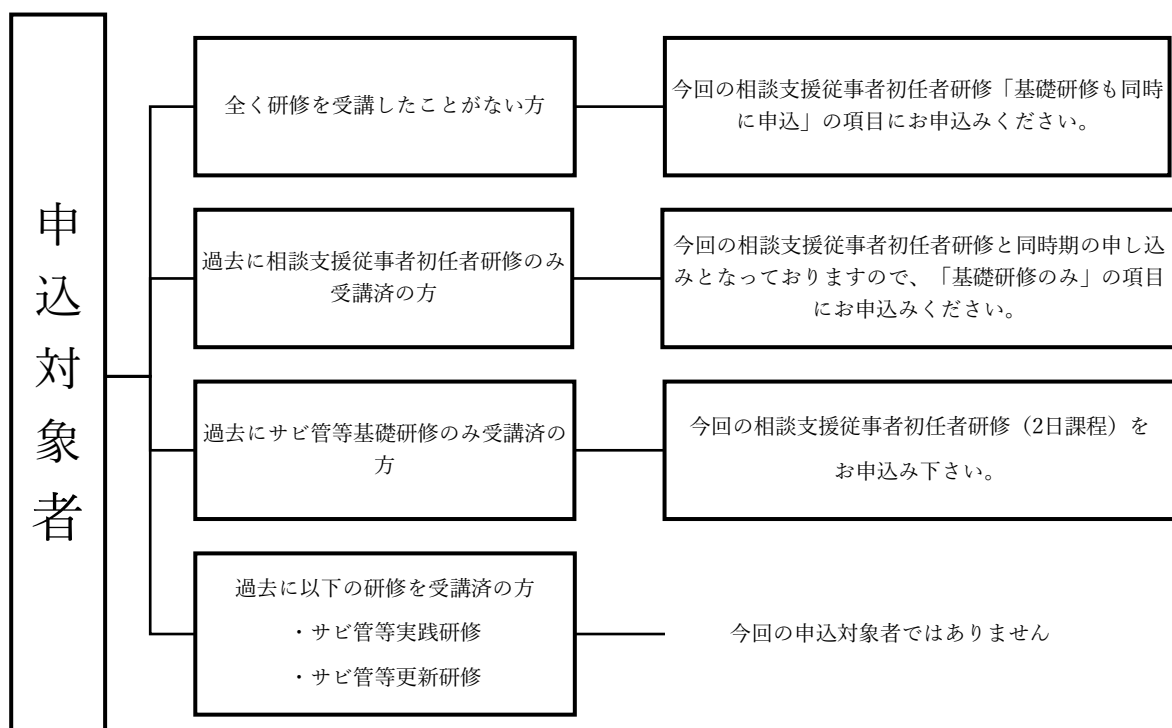 申込対象者
全く研修を受講したことがない方
今回の相談支援従事者初任者研修「基礎研修も同時
に申込」の項目にお申込みください。
過去に相談支援従事者初任者研修のみ
受講済の方
今回の相談支援従事者初任者研修と同時期の申し込
みとなっておりますので、「基礎研修のみ」の項目
にお申込みください。
過去にサビ管等基礎研修のみ受講済の
方
今回の相談支援従事者初任者研修（2日課程）を
お申込み下さい。
過去に以下の研修を受講済の方
・サビ管等実践研修
・サビ管等更新研修
今回の申込対象者ではありません